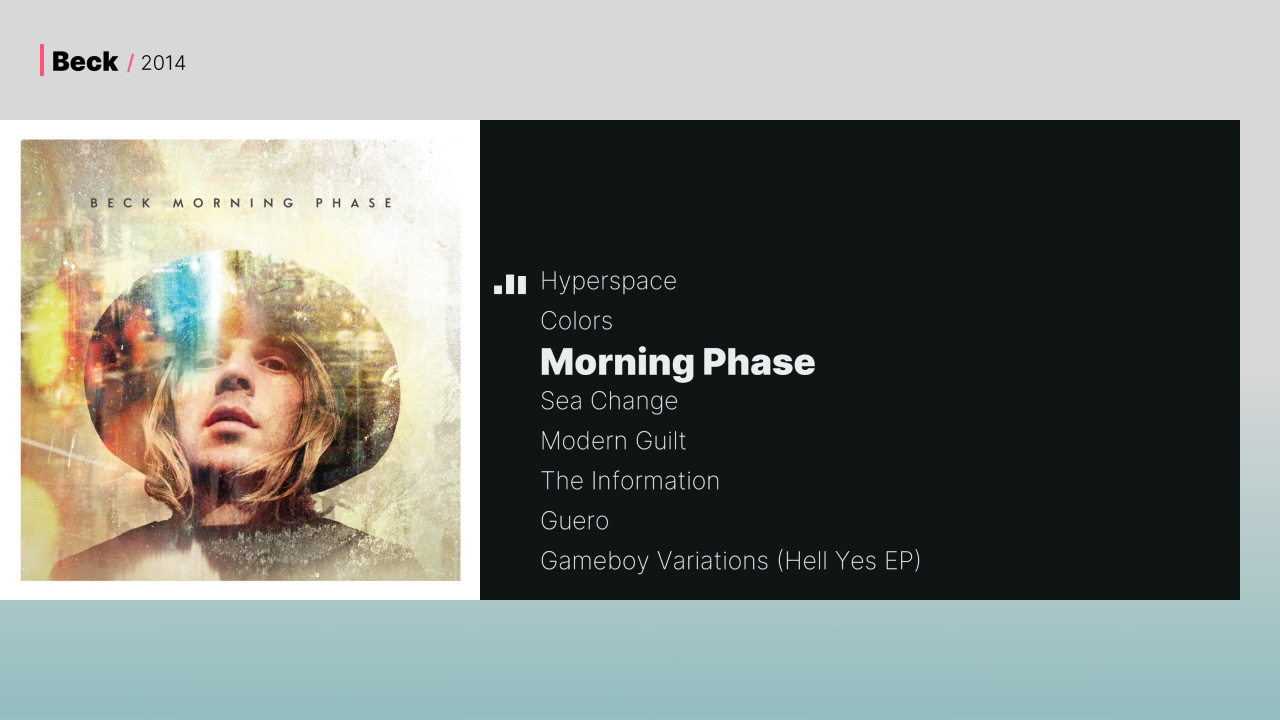 Beck / 2014
BECK MORNING PHASE
Hyperspace
Colors
Morning Phase
Sea Change
Modern Guilt
The Information
Guero
Gameboy Variations (Hell Yes EP)